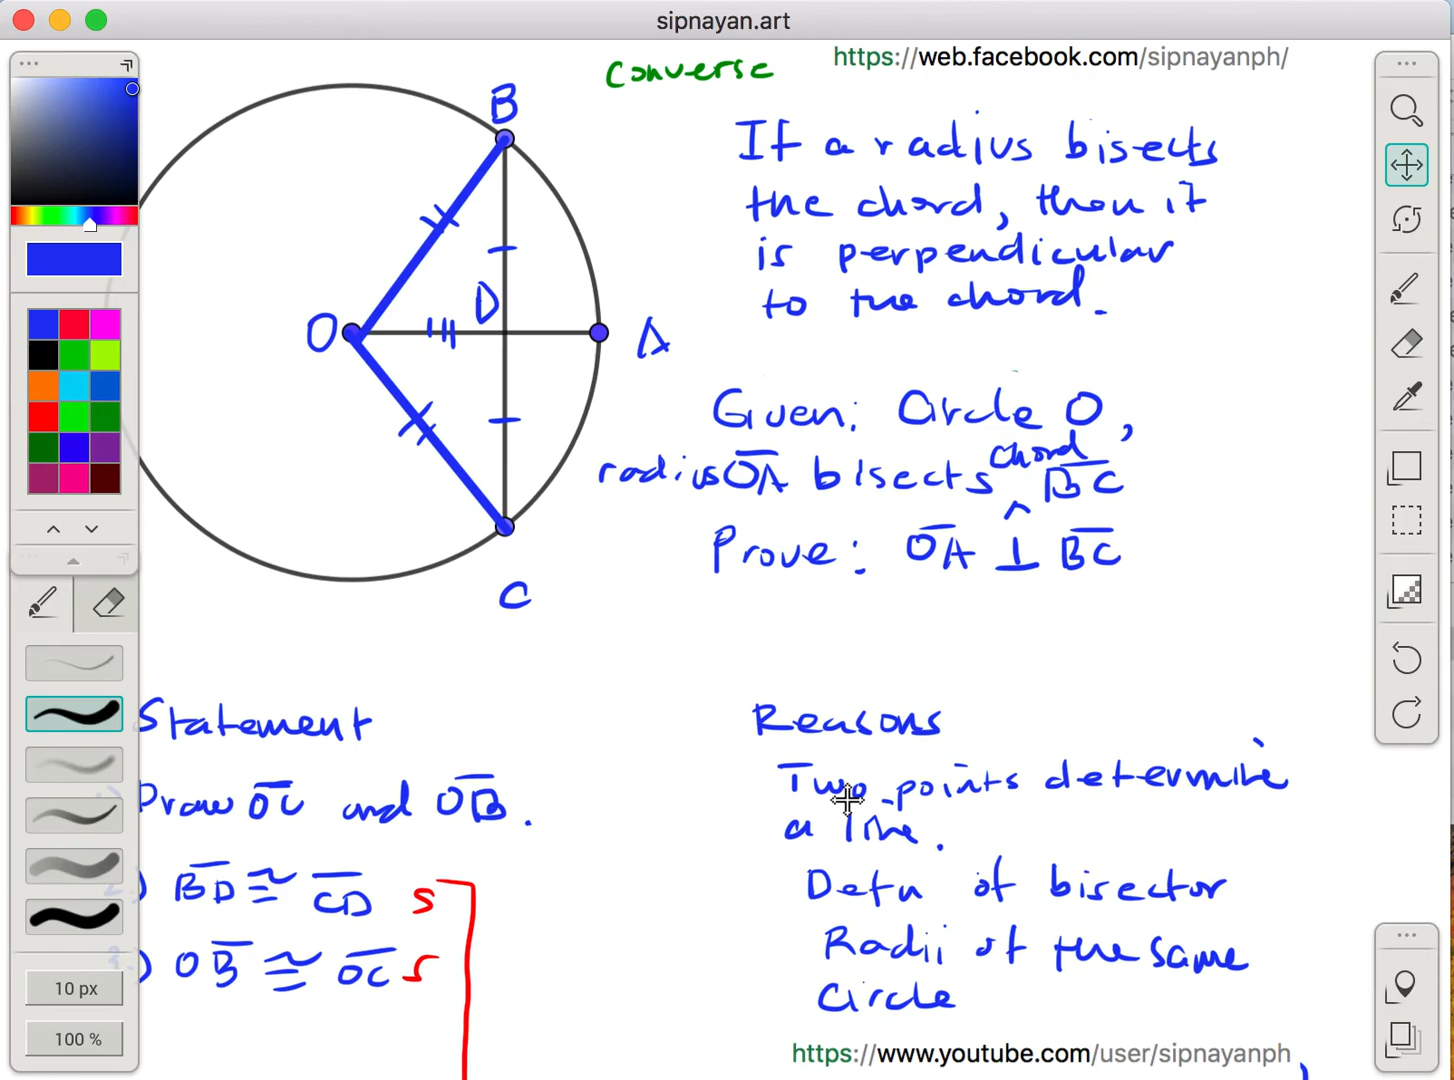 sipnayan.art
https://web.facebook.com/sipnayanph/
Converse
If a radius bisects
the chord, then it
is perpendicular
to the chord.
B
D
O
A
C
Given: Circle O,
radius OA bisects chord BC
Prove: OA ⊥ BC
Statement
Draw OC and OB.
2.) BD ≅ CD S
3.) OB ≅ OC S
Reasons
Two points determine
a line.
Defn of bisector
Radii of the same
circle
https://www.youtube.com/user/sipnayanph
10 px
100 %